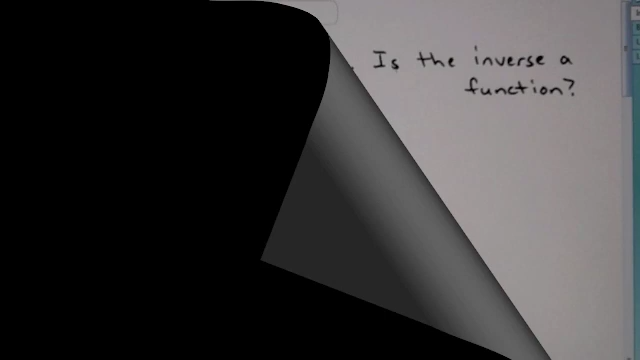 . Is the inverse a
function?